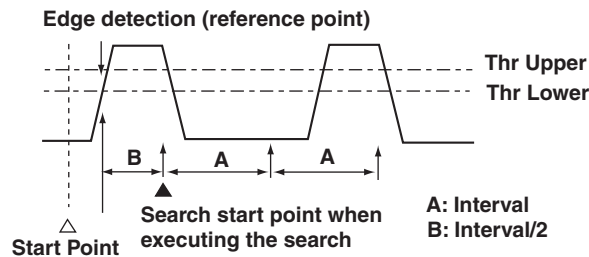 Edge detection (reference point)
Thr Upper
Thr Lower
B
A
A
Search start point when
executing the search
A: Interval
B: Interval/2
Start Point